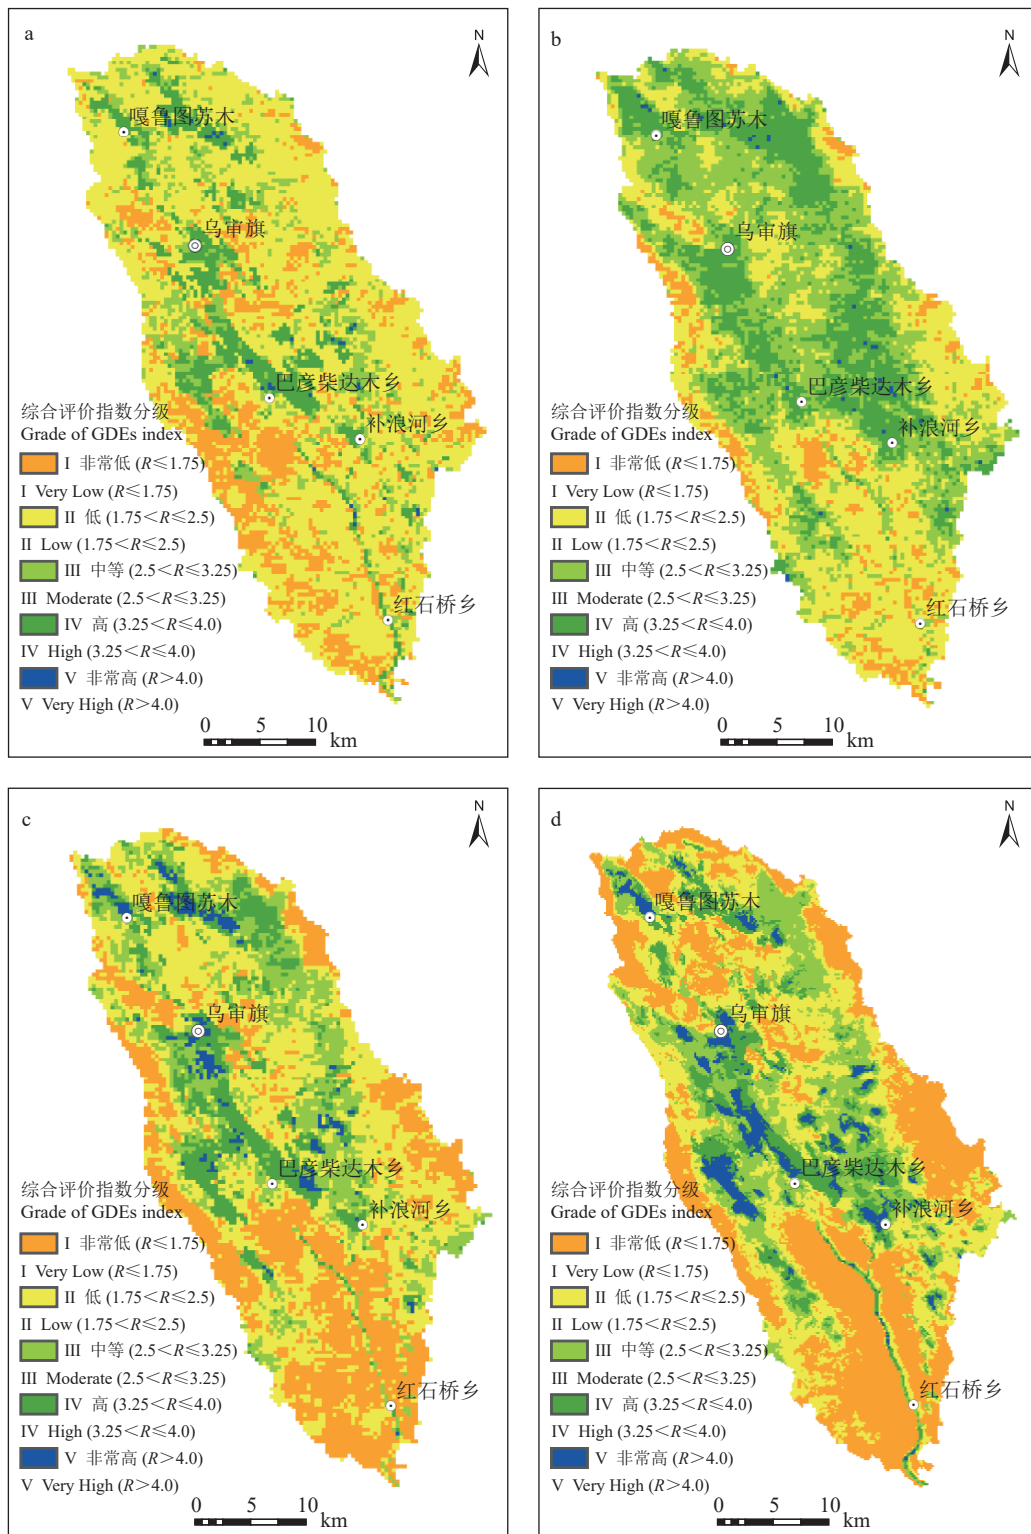 a
N
嘎鲁图苏木
乌审旗
巴彦柴达木乡
补浪河乡
红石桥乡
综合评价指数分级
Grade of GDEs index
I 非常低 (R≤1.75)
I Very Low (R≤1.75)
II 低 (1.75<R≤2.5)
II Low (1.75<R≤2.5)
III 中等 (2.5<R≤3.25)
III Moderate (2.5<R≤3.25)
IV 高 (3.25<R≤4.0)
IV High (3.25<R≤4.0)
V 非常高 (R>4.0)
V Very High (R>4.0)
0 5 10
km
b
N
嘎鲁图苏木
乌审旗
巴彦柴达木乡
补浪河乡
红石桥乡
综合评价指数分级
Grade of GDEs index
I 非常低 (R≤1.75)
I Very Low (R≤1.75)
II 低 (1.75<R≤2.5)
II Low (1.75<R≤2.5)
III 中等 (2.5<R≤3.25)
III Moderate (2.5<R≤3.25)
IV 高 (3.25<R≤4.0)
IV High (3.25<R≤4.0)
V 非常高 (R>4.0)
V Very High (R>4.0)
0 5 10
km
c
N
嘎鲁图苏木
乌审旗
巴彦柴达木乡
补浪河乡
红石桥乡
综合评价指数分级
Grade of GDEs index
I 非常低 (R≤1.75)
I Very Low (R≤1.75)
II 低 (1.75<R≤2.5)
II Low (1.75<R≤2.5)
III 中等 (2.5<R≤3.25)
III Moderate (2.5<R≤3.25)
IV 高 (3.25<R≤4.0)
IV High (3.25<R≤4.0)
V 非常高 (R>4.0)
V Very High (R>4.0)
0 5 10
km
d
N
嘎鲁图苏木
乌审旗
巴彦柴达木乡
补浪河乡
红石桥乡
综合评价指数分级
Grade of GDEs index
I 非常低 (R≤1.75)
I Very Low (R≤1.75)
II 低 (1.75<R≤2.5)
II Low (1.75<R≤2.5)
III 中等 (2.5<R≤3.25)
III Moderate (2.5<R≤3.25)
IV 高 (3.25<R≤4.0)
IV High (3.25<R≤4.0)
V 非常高 (R>4.0)
V Very High (R>4.0)
0 5 10
km